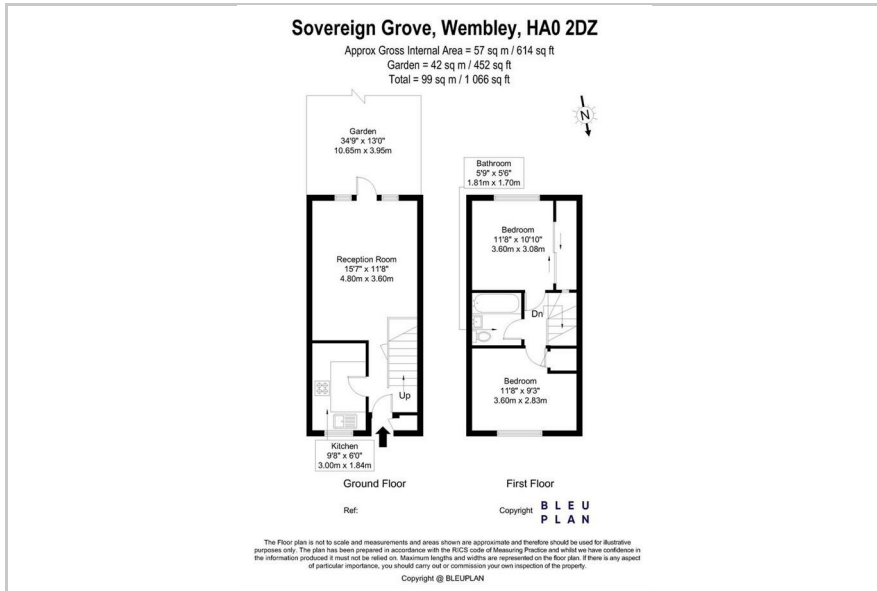 Sovereign Grove, Wembley, HA0 2DZ
Approx Gross Internal Area = 57 sq m / 614 sq ft
Garden = 42 sq m / 452 sq ft
Total = 99 sq m / 1 066 sq ft
N
Garden
34'9" x 13'0"
10.65m x 3.95m
Reception Room
15'7" x 11'8"
4.80m x 3.60m
Up
Kitchen
9'8" x 6'0"
3.00m x 1.84m
Ground Floor
Bathroom
5'9" x 5'6"
1.81m x 1.70m
Bedroom
11'8" x 10'10"
3.60m x 3.08m
Dn
Bedroom
11'8" x 9'3"
3.60m x 2.83m
First Floor
Ref:
Copyright
BLEU
PLAN
The Floor plan is not to scale and measurements and areas shown are approximate and therefore should be used for illustrative
purposes only. The plan has been prepared in accordance with the RICS code of Measuring Practice and whilst we have confidence in
the information produced it must not be relied on. Maximum lengths and widths are represented on the floor plan. If there is any aspect
of particular importance, you should carry out or commission your own inspection of the property.
Copyright @ BLEUPLAN